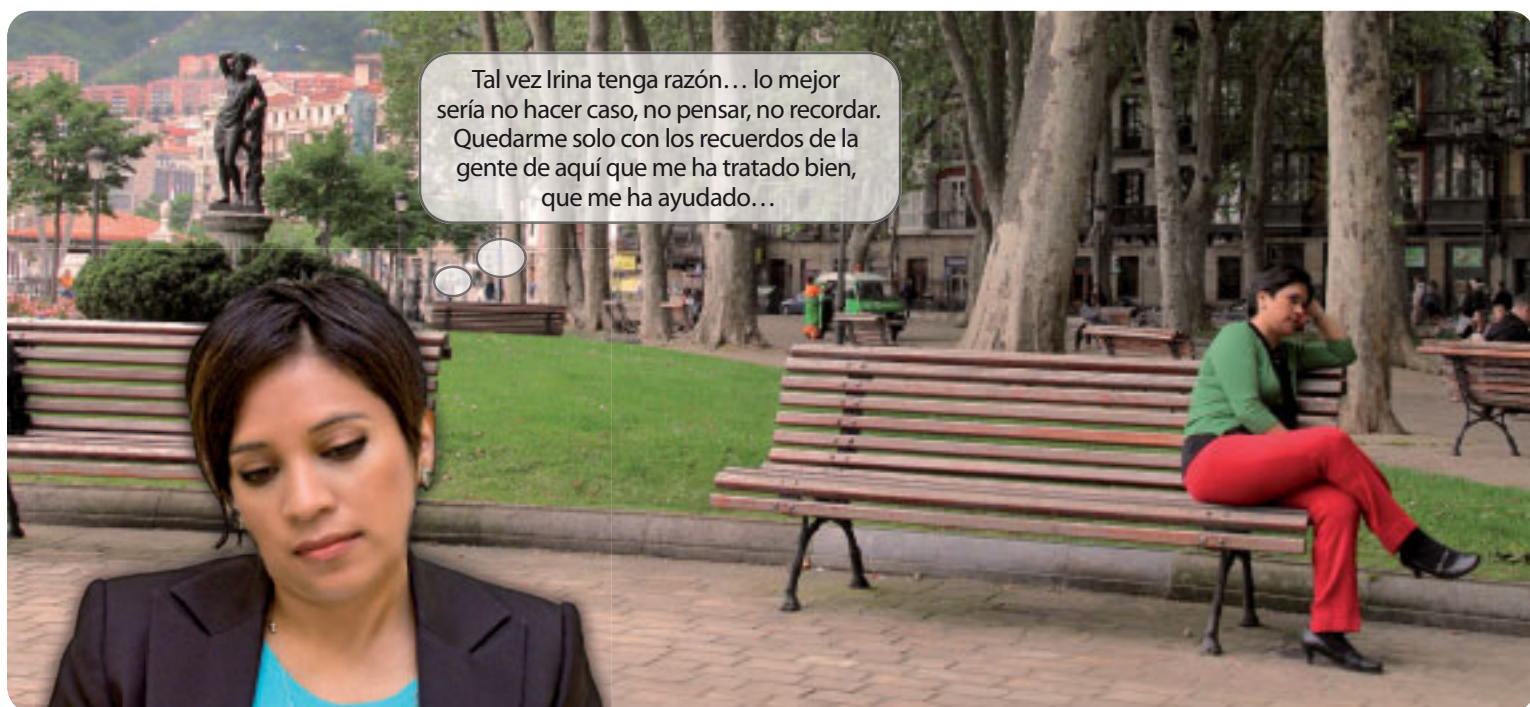 Tal vez Irina tenga razón… lo mejor
sería no hacer caso, no pensar, no recordar.
Quedarme solo con los recuerdos de la
gente de aquí que me ha tratado bien,
que me ha ayudado…